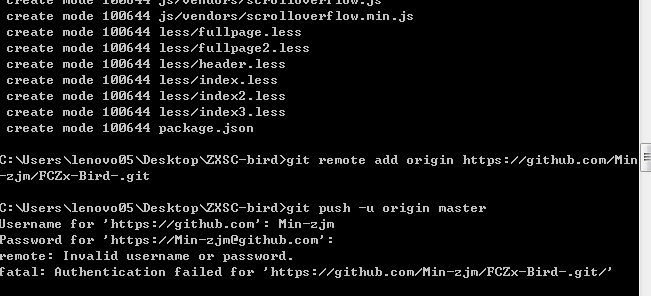 create mode 100644 js/vendors/scrolloverflow.js
create mode 100644 js/vendors/scrolloverflow.min.js
create mode 100644 less/fullpage.less
create mode 100644 less/fullpage2.less
create mode 100644 less/header.less
create mode 100644 less/index.less
create mode 100644 less/index2.less
create mode 100644 less/index3.less
create mode 100644 package.json
C:\Users\lenovo05\Desktop\ZXSC-bird>git remote add origin https://github.com/Min
-zjm/FCZx-Bird-.git
C:\Users\lenovo05\Desktop\ZXSC-bird>git push -u origin master
Username for 'https://github.com': Min-zjm
Password for 'https://Min-zjm@github.com':
remote: Invalid username or password.
fatal: Authentication failed for 'https://github.com/Min-zjm/FCZx-Bird-.git/'